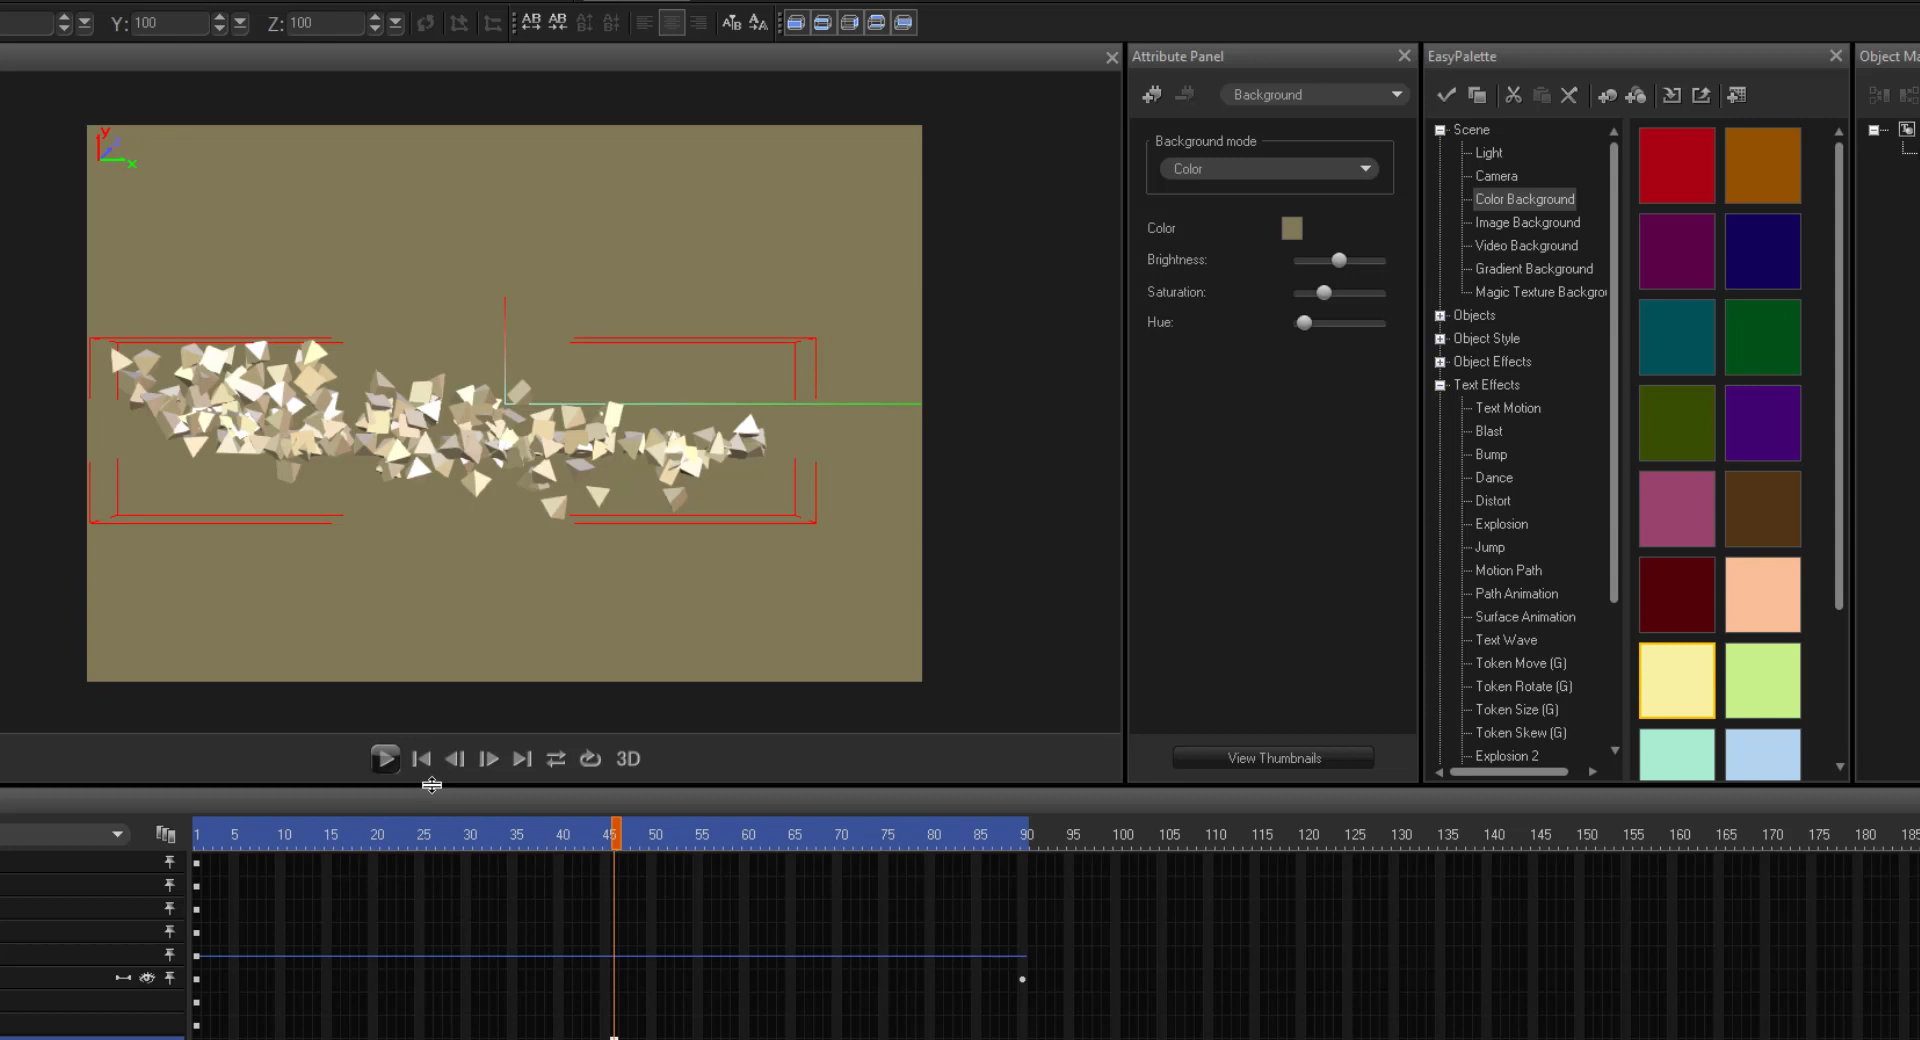 Y: 100 Z: 100
Attribute Panel
EasyPalette
Object Ma
Background
Background mode
Color
Color
Brightness:
Saturation:
Hue:
View Thumbnails
Scene
Light
Camera
Color Background
Image Background
Video Background
Gradient Background
Magic Texture Backgro
Objects
Object Style
Object Effects
Text Effects
Text Motion
Blast
Bump
Dance
Distort
Explosion
Jump
Motion Path
Path Animation
Surface Animation
Text Wave
Token Move (G)
Token Rotate (G)
Token Size (G)
Token Skew (G)
Explosion 2
y
z
x
3D
1 5 10 15 20 25 30 35 40 45 50 55 60 65 70 75 80 85 90 95 100 105 110 115 120 125 130 135 140 145 150 155 160 165 170 175 180 185